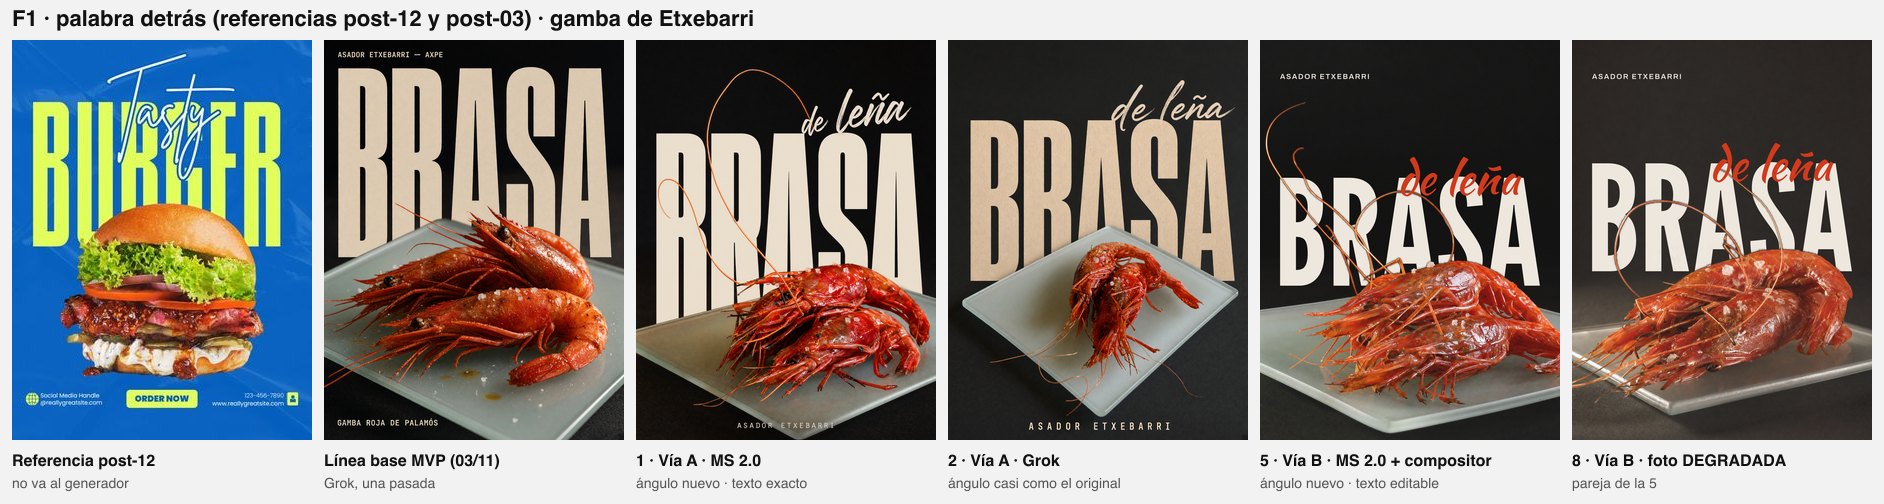 F1 · palabra detrás (referencias post-12 y post-03) · gamba de Etxebarri
Tasty
BURGER
Social Media Handle
@reallygreatsite.com
ORDER NOW
123-456-7890
www.reallygreatsite.com
Referencia post-12
no va al generador
ASADOR ETXEBARRI — AXPE
BRASA
GAMBA ROJA DE PALAMÓS
Línea base MVP (03/11)
Grok, una pasada
de leña
BRASA
ASADOR ETXEBARRI
1 · Vía A · MS 2.0
ángulo nuevo · texto exacto
de leña
BRASA
ASADOR ETXEBARRI
2 · Vía A · Grok
ángulo casi como el original
ASADOR ETXEBARRI
de leña
BRASA
5 · Vía B · MS 2.0 + compositor
ángulo nuevo · texto editable
ASADOR ETXEBARRI
de leña
BRASA
8 · Vía B · foto DEGRADADA
pareja de la 5